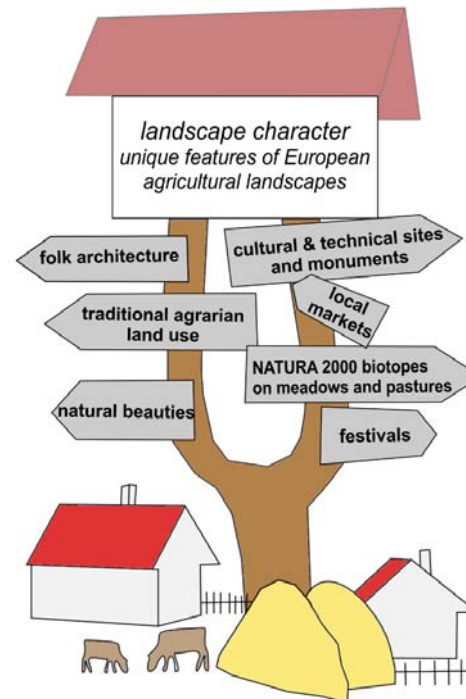 landscape character
unique features of European
agricultural landscapes
folk architecture
cultural & technical sites
and monuments
traditional agrarian
land use
local
markets
NATURA 2000 biotopes
on meadows and pastures
natural beauties
festivals